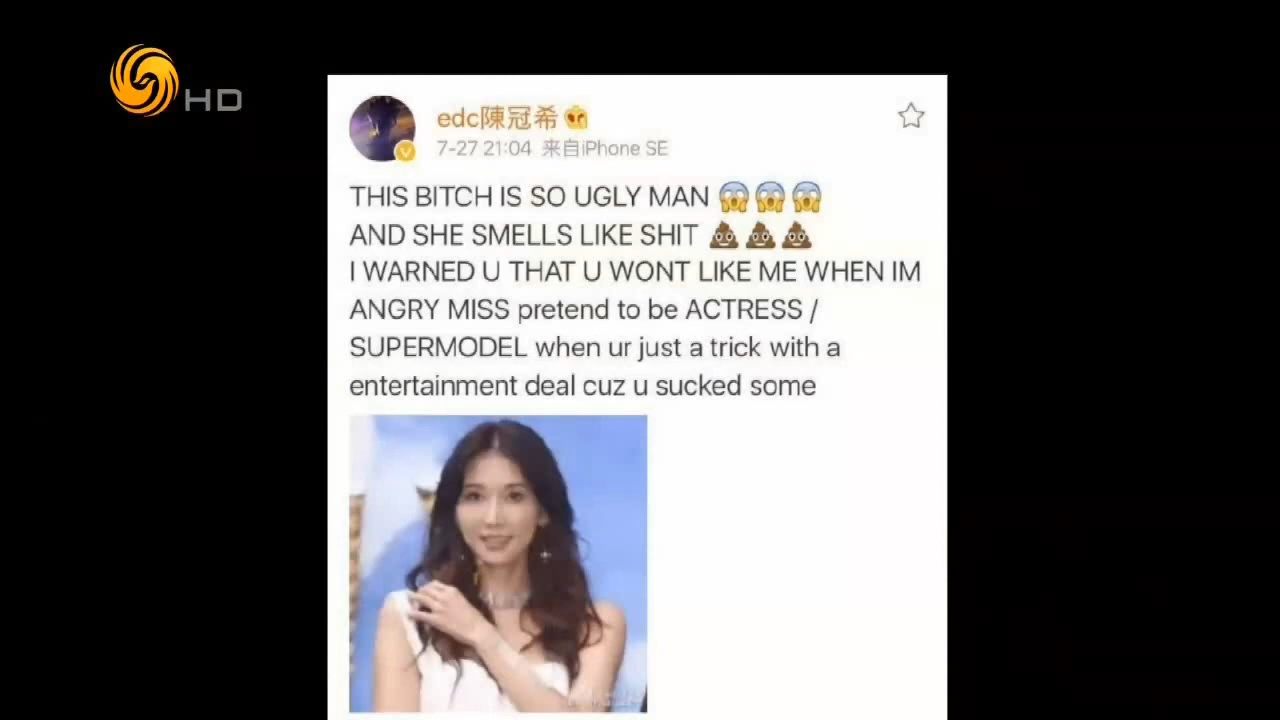 HD
edc陳冠希
7-27 21:04 来自iPhone SE
THIS BITCH IS SO UGLY MAN 😱😱😱
AND SHE SMELLS LIKE SHIT 💩💩💩
I WARNED U THAT U WONT LIKE ME WHEN IM
ANGRY MISS pretend to be ACTRESS /
SUPERMODEL when ur just a trick with a
entertainment deal cuz u sucked some